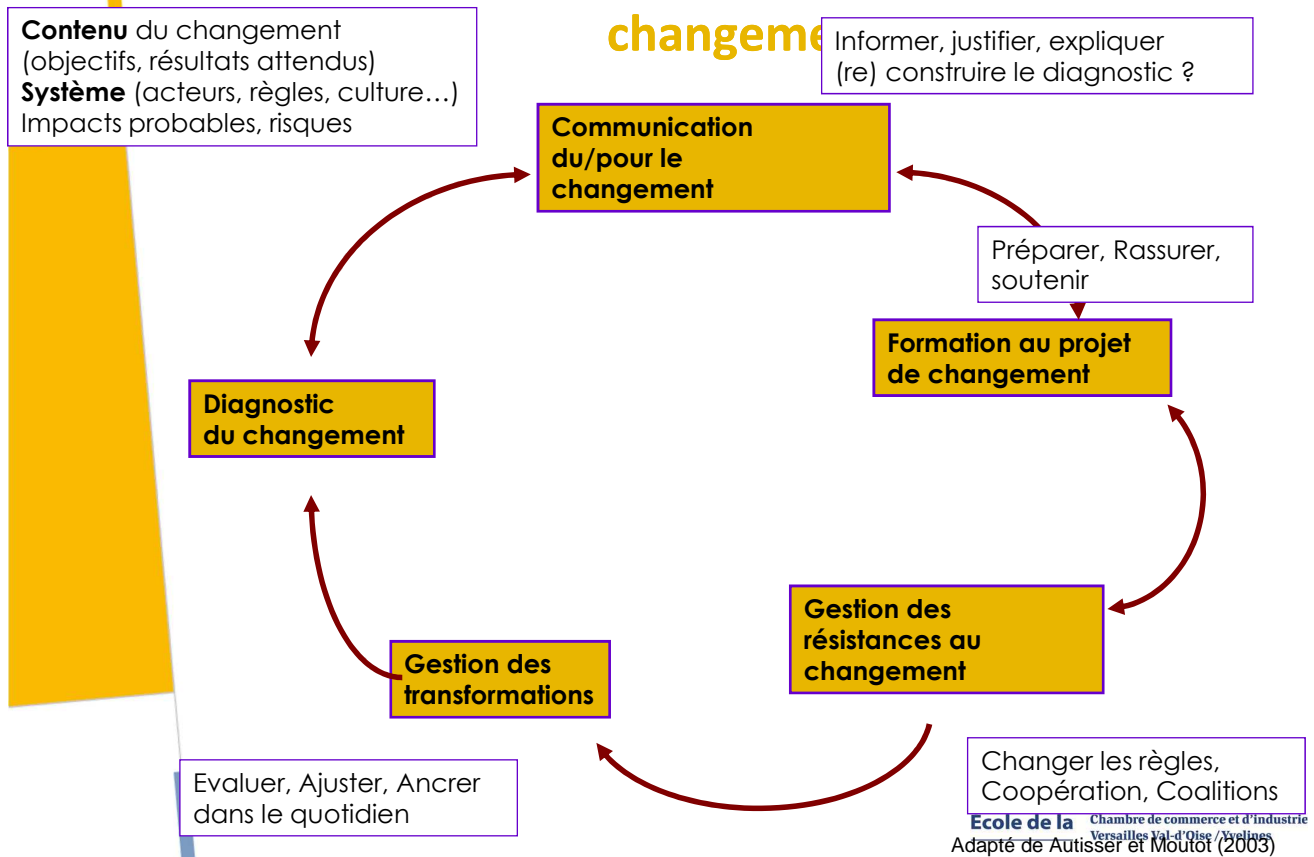 Contenu du changement
(objectifs, résultats attendus)
Système (acteurs, règles, culture…)
Impacts probables, risques
changeme
Informer, justifier, expliquer
(re) construire le diagnostic ?
Communication
du/pour le
changement
Préparer, Rassurer,
soutenir
Formation au projet
de changement
Diagnostic
du changement
Gestion des
résistances au
changement
Gestion des
transformations
Changer les règles,
Coopération, Coalitions
Evaluer, Ajuster, Ancrer
dans le quotidien
Ecole de la
Chambre de commerce et d'industrie
Versailles Val-d'Oise / Yvelines
Adapté de Autisser et Moutot (2003)